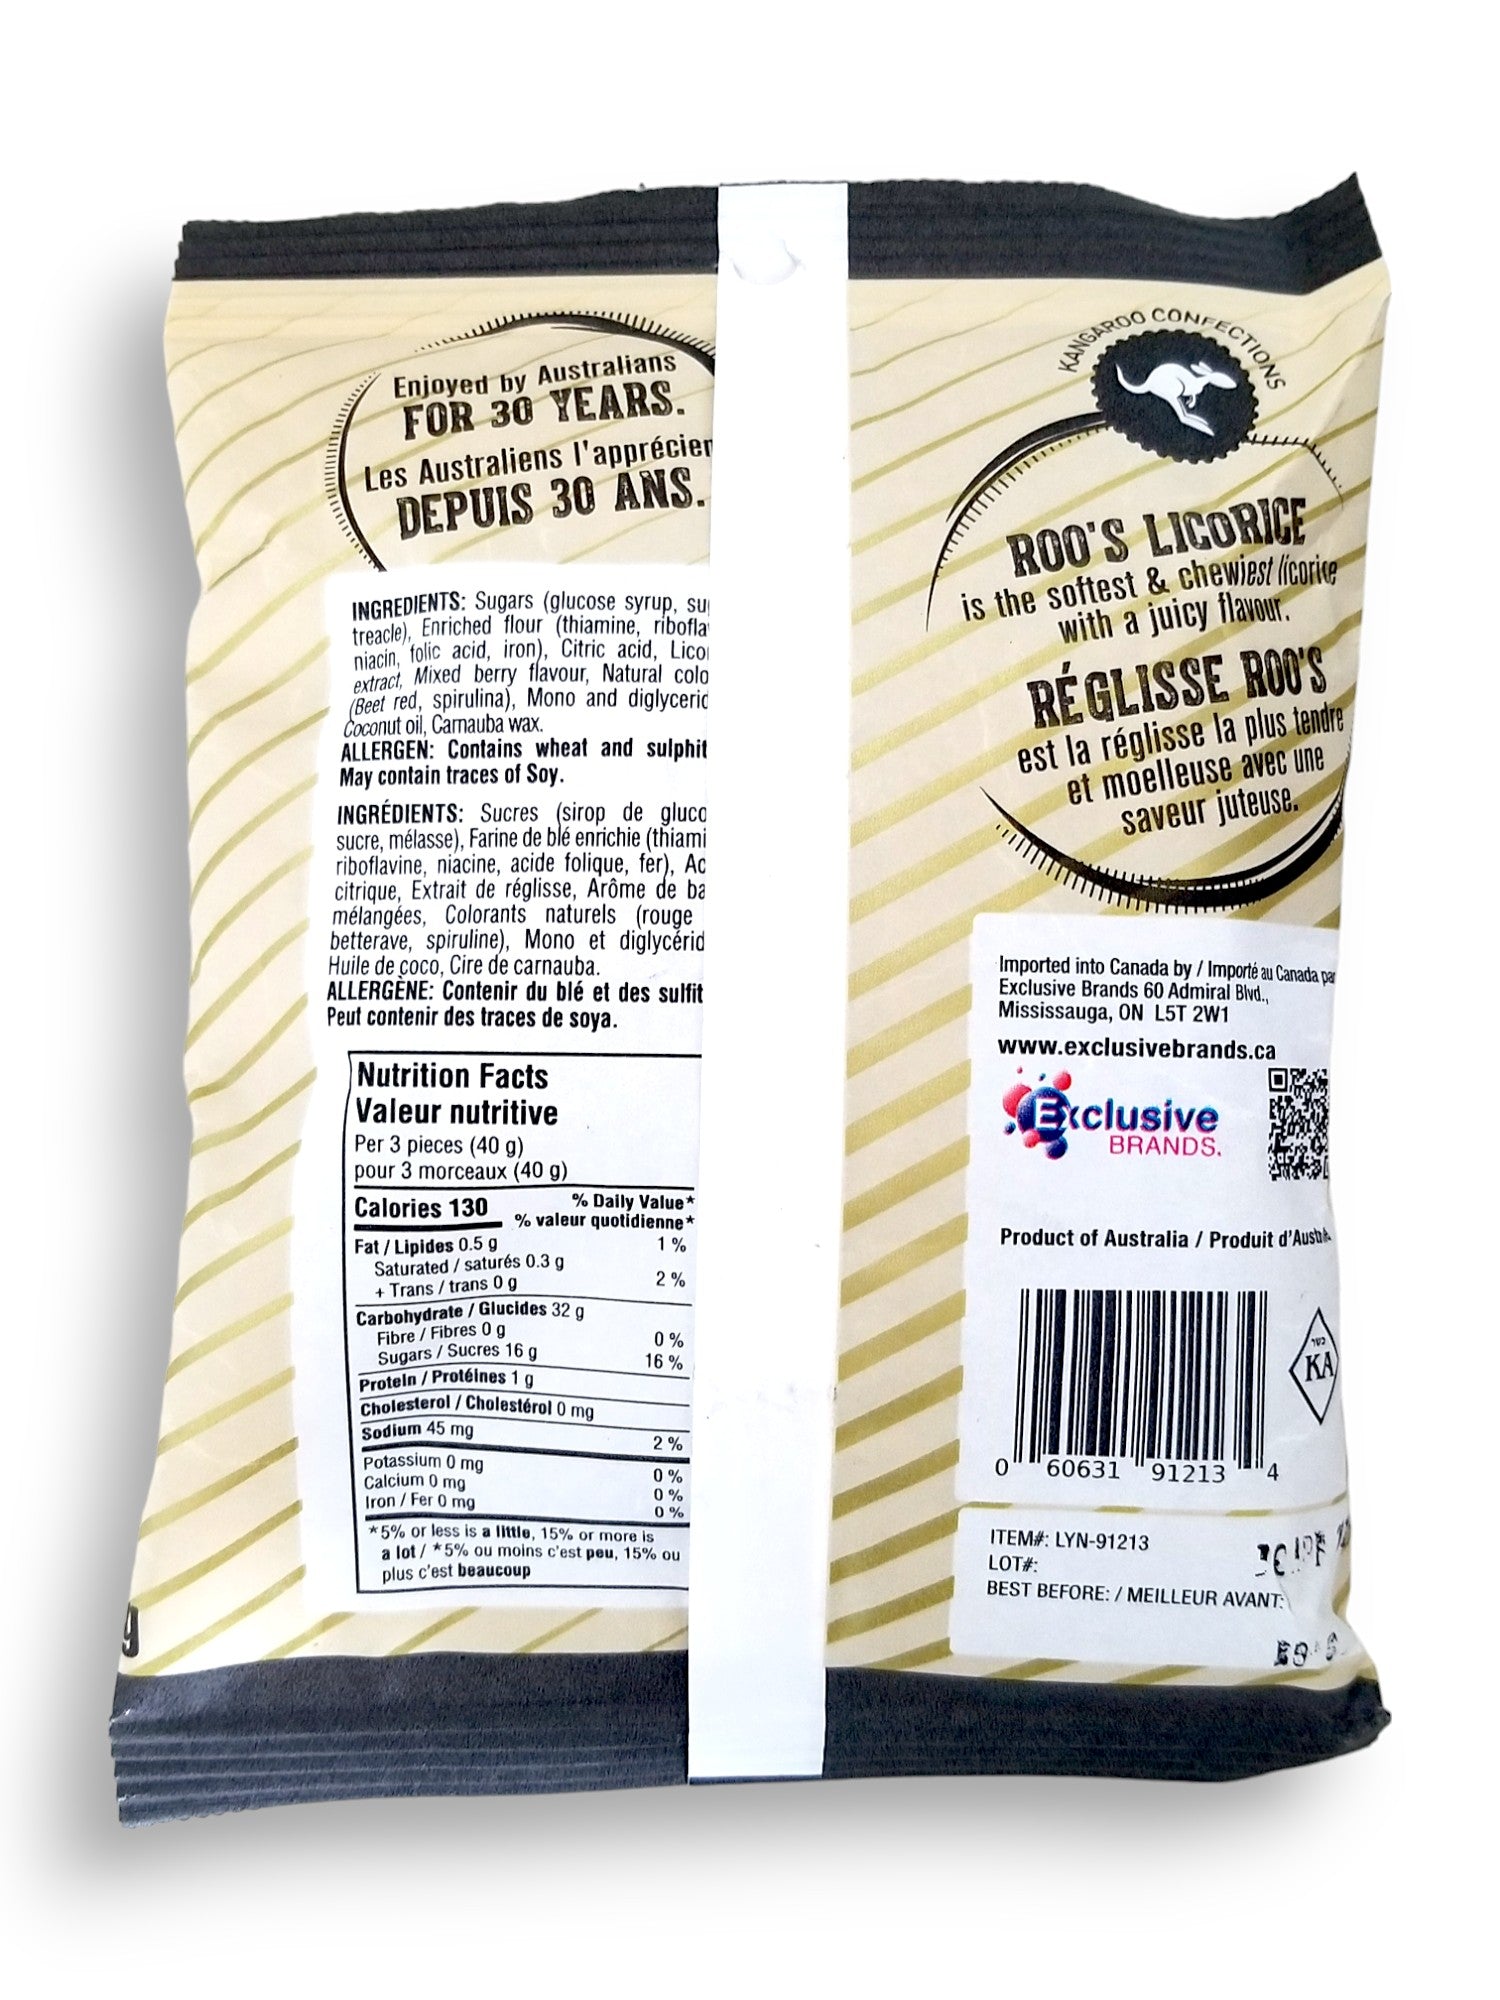 Enjoyed by Australians
FOR 30 YEARS.
Les Australiens l'apprécien
DEPUIS 30 ANS.
INGREDIENTS: Sugars (glucose syrup, su
treacle), Enriched flour (thiamine, ribofla
niacin, folic acid, iron), Citric acid, Lico
extract, Mixed berry flavour, Natural colo
(Beet red, spirulina), Mono and diglyceric
Coconut oil, Carnauba wax.
ALLERGEN: Contains wheat and sulphit
May contain traces of Soy.
INGRÉDIENTS: Sucres (sirop de gluco
sucre, mélasse), Farine de blé enrichie (thiami
riboflavine, niacine, acide folique, fer), Ac
citrique, Extrait de réglisse, Arôme de ba
mélangées, Colorants naturels (rouge
betterave, spiruline), Mono et diglycérid
Huile de coco, Cire de carnauba.
ALLERGÈNE: Contenir du blé et des sulfit
Peut contenir des traces de soya.
Nutrition Facts
Valeur nutritive
Per 3 pieces (40 g)
pour 3 morceaux (40 g)
Calories 130 % Daily Value*
% valeur quotidienne*
Fat / Lipides 0.5 g 1 %
Saturated / saturés 0.3 g
+ Trans / trans 0 g 2 %
Carbohydrate / Glucides 32 g
Fibre / Fibres 0 g 0 %
Sugars / Sucres 16 g 16 %
Protein / Protéines 1 g
Cholesterol / Cholestérol 0 mg
Sodium 45 mg 2 %
Potassium 0 mg 0 %
Calcium 0 mg 0 %
Iron / Fer 0 mg 0 %
*5% or less is a little, 15% or more is
a lot / *5% ou moins c'est peu, 15% ou
plus c'est beaucoup
g
KANGAROO CONFECTIONS
ROO'S LICORICE
is the softest & chewiest licorice
with a juicy flavour.
RÉGLISSE ROO'S
est la réglisse la plus tendre
et moelleuse avec une
saveur juteuse.
Imported into Canada by / Importé au Canada par
Exclusive Brands 60 Admiral Blvd.,
Mississauga, ON L5T 2W1
www.exclusivebrands.ca
Exclusive
BRANDS.
Product of Australia / Produit d'Austra
כשר
KA
0 60631 91213 4
ITEM#: LYN-91213
LOT#:
BEST BEFORE: / MEILLEUR AVANT: